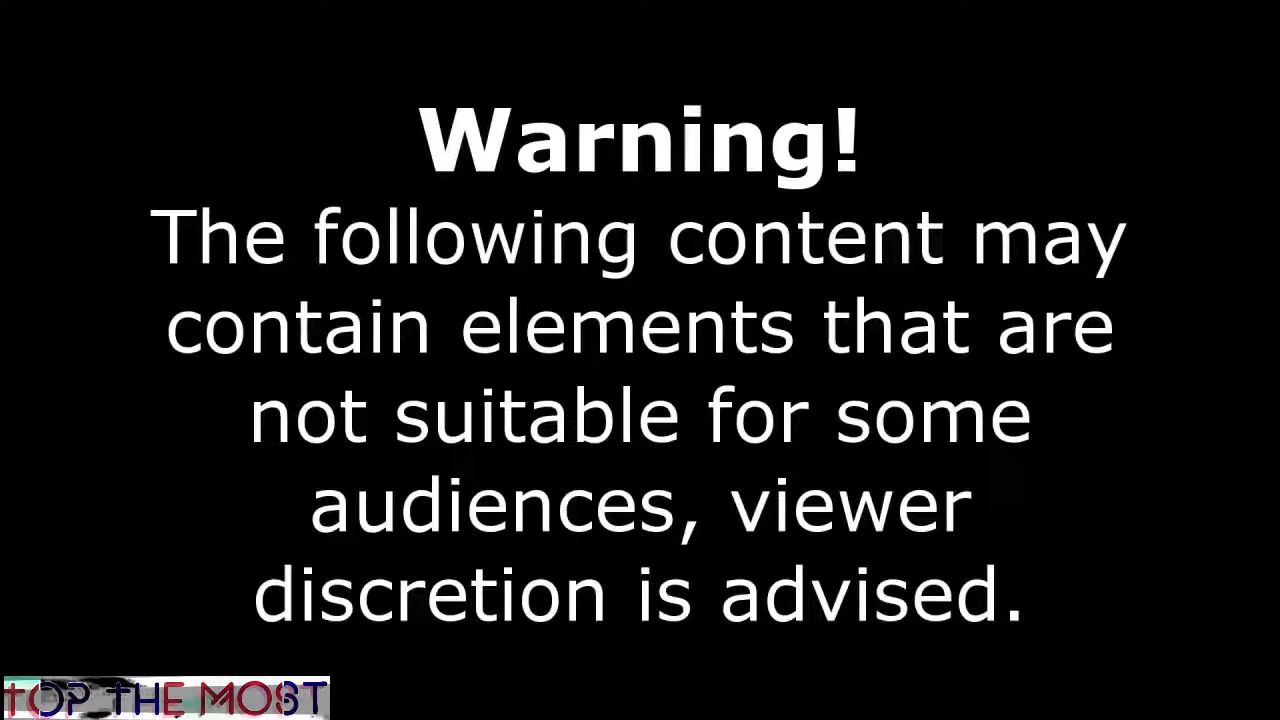 Warning!
The following content may
contain elements that are
not suitable for some
audiences, viewer
discretion is advised.
TOP THE MOST